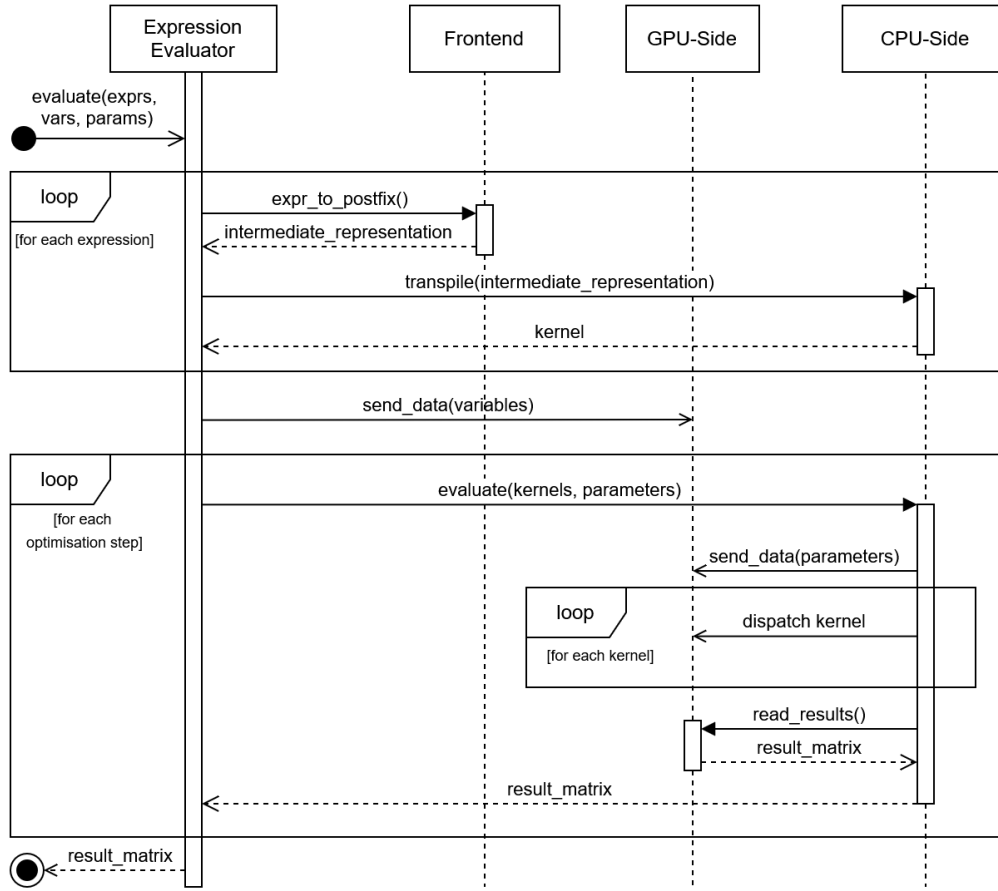 Expression
Evaluator
Frontend
GPU-Side
CPU-Side
evaluate(exprs,
vars, params)
loop
[for each expression]
expr_to_postfix()
intermediate_representation
transpile(intermediate_representation)
kernel
send_data(variables)
loop
[for each
optimisation step]
evaluate(kernels, parameters)
send_data(parameters)
loop
[for each kernel]
dispatch kernel
read_results()
result_matrix
result_matrix
result_matrix